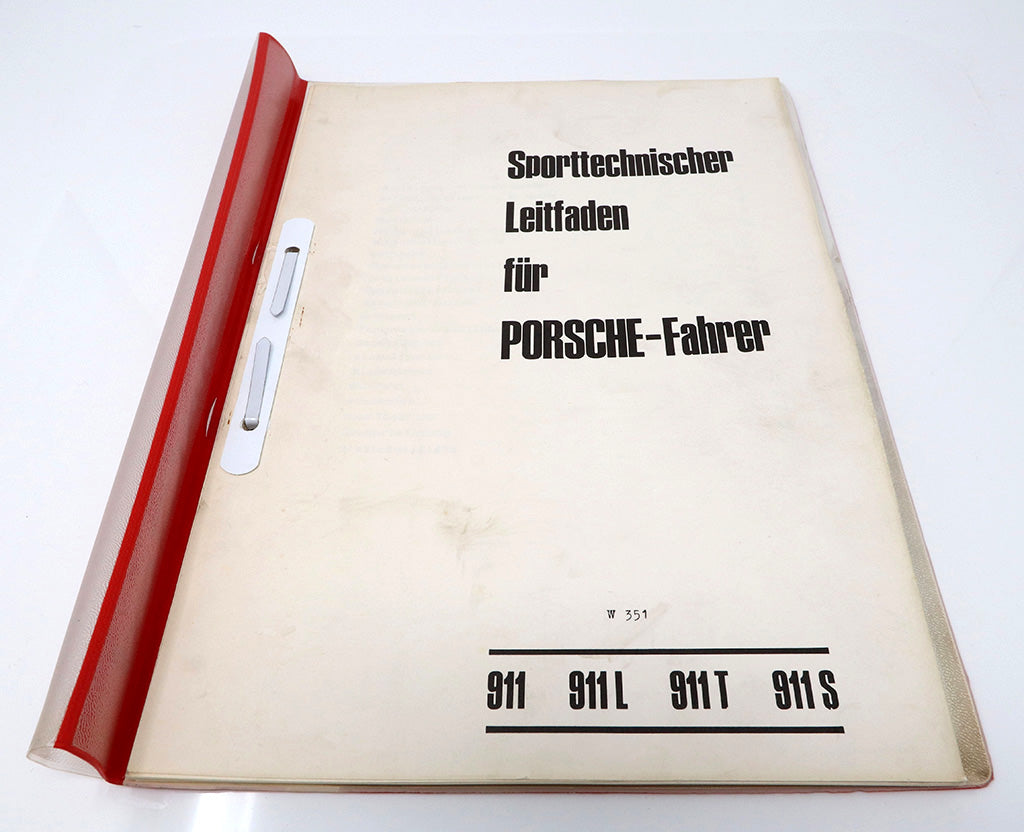 Sporttechnischer
Leitfaden
für
PORSCHE-Fahrer
W 351
911 911 L 911 T 911 S